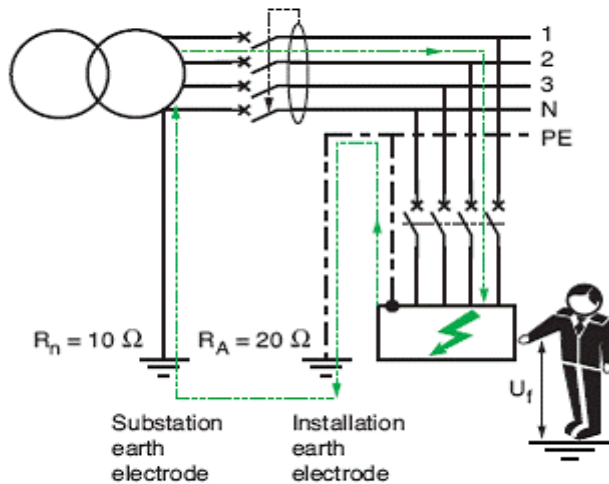 1
2
3
N
PE
Rn = 10 Ω
RA = 20 Ω
Uf
Substation
earth
electrode
Installation
earth
electrode